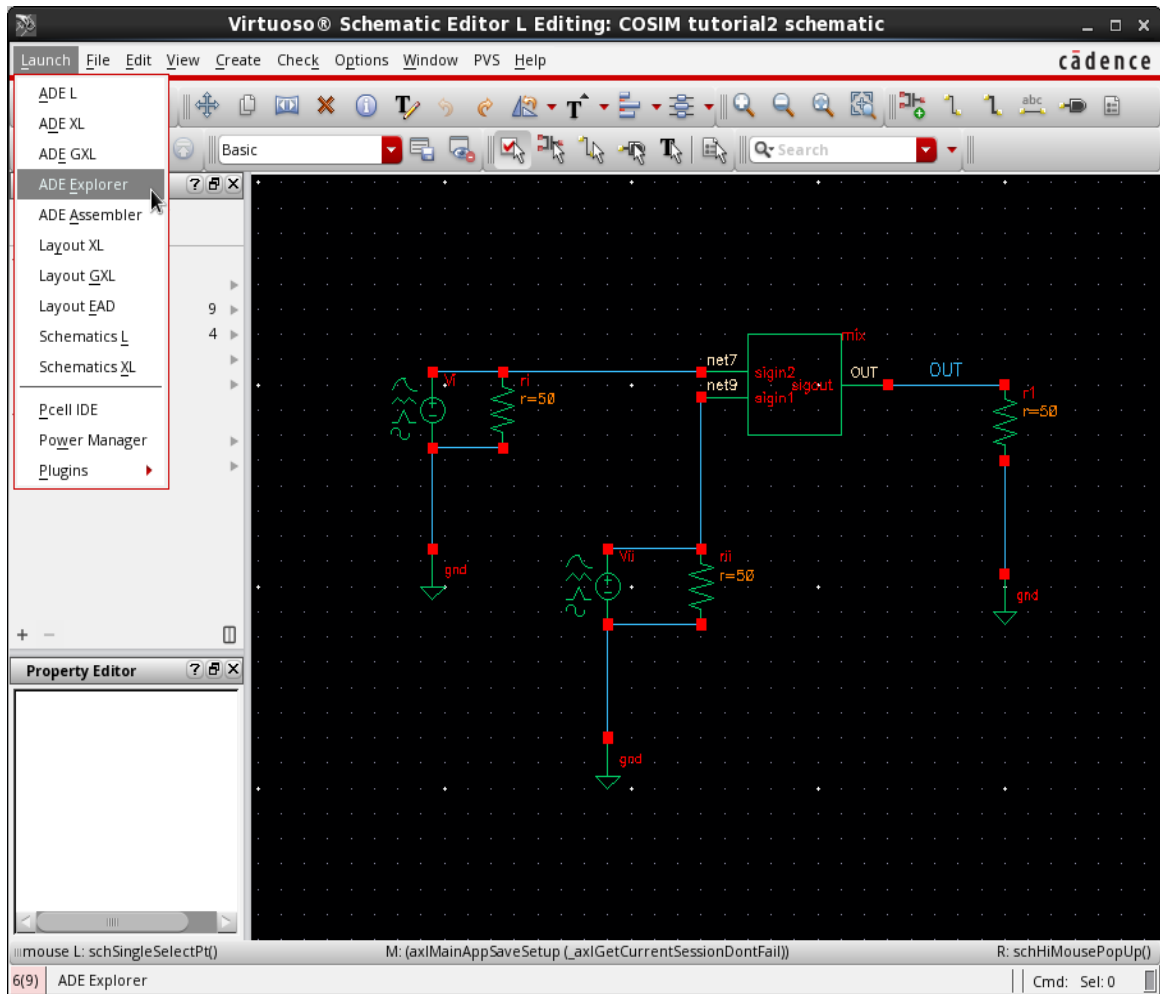 Virtuoso® Schematic Editor L Editing: COSIM tutorial2 schematic
Launch File Edit View Create Check Options Window PVS Help
cādence
ADE L
ADE XL
ADE GXL
ADE Explorer
ADE Assembler
Layout XL
Layout GXL
Layout EAD
Schematics L
Schematics XL
Pcell IDE
Power Manager
Plugins
abc
Basic
Search
9
4
Vi
ri
r=50
gnd
net7
net9
sigin2
sigin1
sigout
mix
OUT
OUT
r1
r=50
gnd
Vii
rii
r=50
gnd
Property Editor
mouse L: schSingleSelectPt()
M: (axlMainAppSaveSetup (_axlGetCurrentSessionDontFail))
R: schHiMousePopUp()
6(9) ADE Explorer
Cmd: Sel: 0